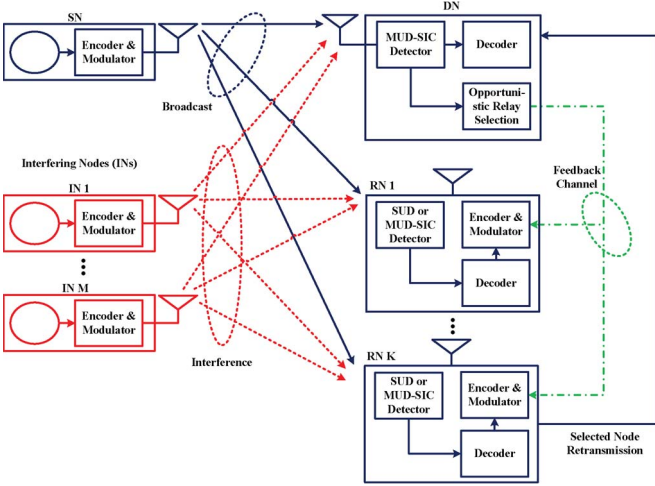 SN
Encoder &
Modulator
Broadcast
DN
MUD-SIC
Detector
Decoder
Opportuni-
stic Relay
Selection
Interfering Nodes (INs)
IN 1
Encoder &
Modulator
IN M
Encoder &
Modulator
Interference
RN 1
SUD or
MUD-SIC
Detector
Encoder &
Modulator
Decoder
Feedback
Channel
RN K
SUD or
MUD-SIC
Detector
Encoder &
Modulator
Decoder
Selected Node
Retransmission